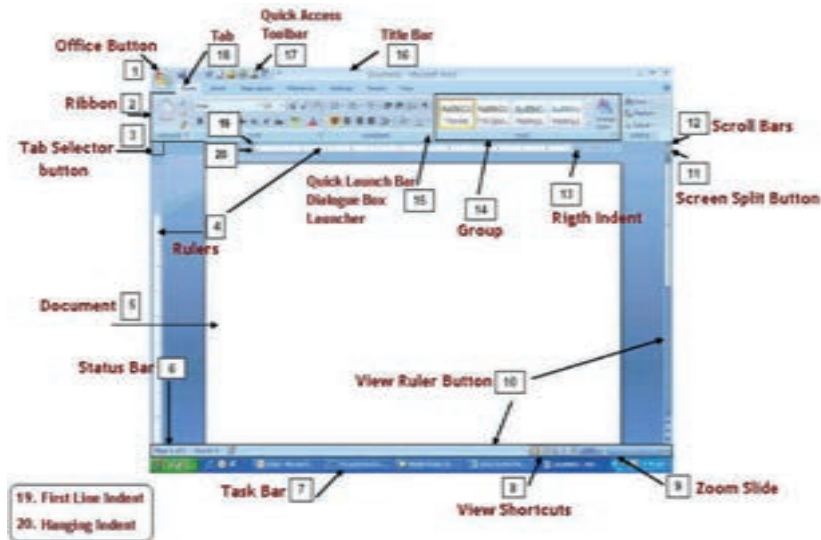 Office Button
1
Tab
18
Quick Access
Toolbar
17
Title Bar
16
Ribbon
2
3
Tab Selector
button
19
20
12
Scroll Bars
11
Screen Split Button
Quick Launch Bar
Dialogue Box
Launcher
15
14
Group
13
Rigth Indent
4
Rulers
Document
5
Status Bar
6
View Ruler Button
10
Task Bar
7
8
View Shortcuts
9
Zoom Slide
19. First Line Indent
20. Hanging Indent